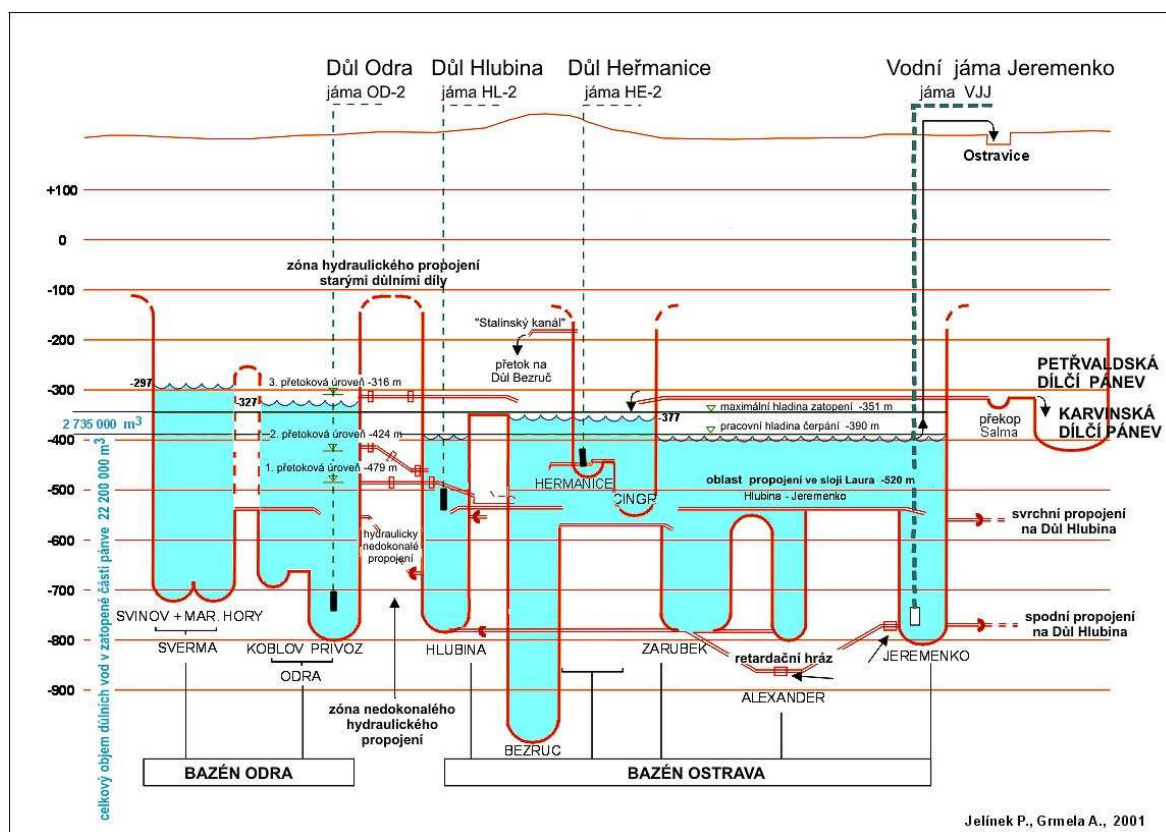 Důl Odra
jáma OD-2
Důl Hlubina
jáma HL-2
Důl Heřmanice
jáma HE-2
Vodní jáma Jeremenko
jáma VJJ
Ostravice
+100
0
-100
-200
-300
-400
-500
-600
-700
-800
-900
zóna hydraulického propojení
starými důlními díly
"Stalinský kanál"
přetok na
Důl Bezruč
-297
-327
3. přetoková úroveň -316 m
2. přetoková úroveň -424 m
1. přetoková úroveň -479 m
-377
maximální hladina zatopení -351 m
pracovní hladina čerpání -390 m
PETŘVALDSKÁ
DÍLČÍ PÁNEV
KARVINSKÁ
DÍLČÍ PÁNEV
překop
Salma
2 735 000 m³
celkový objem důlních vod v zatopené části pánve 22 200 000 m³
HERMANICE
CINGR
oblast propojení ve sloji Laura -520 m
Hlubina - Jeremenko
hydraulicky
nedokonalé
propojení
svrchní propojení
na Důl Hlubina
spodní propojení
na Důl Hlubina
SVINOV + MAR. HORY
SVERMA
KOBLOV PRIVOZ
ODRA
HLUBINA
BEZRUC
ZARUBEK
retardační hráz
ALEXANDER
JEREMENKO
zóna nedokonalého
hydraulického
propojení
BAZÉN ODRA
BAZÉN OSTRAVA
Jelínek P., Grmela A., 2001